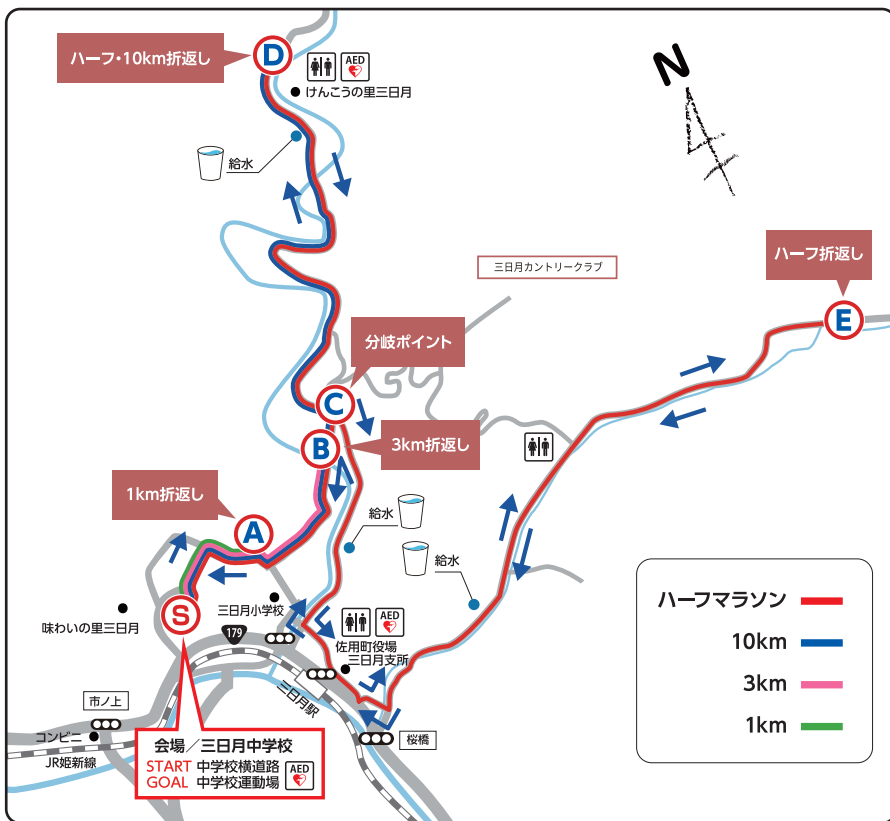 ハーフ・10km折返し
D
AED
けんこうの里三日月
N
給水
三日月カントリークラブ
ハーフ折返し
E
分岐ポイント
C
B
3km折返し
1km折返し
A
給水
給水
S
三日月小学校
味わいの里三日月
179
AED
佐用町役場
三日月支所
三日月駅
市ノ上
コンビニ
JR姫新線
桜橋
会場／三日月中学校
START 中学校横道路
GOAL 中学校運動場
AED
ハーフマラソン
10km
3km
1km